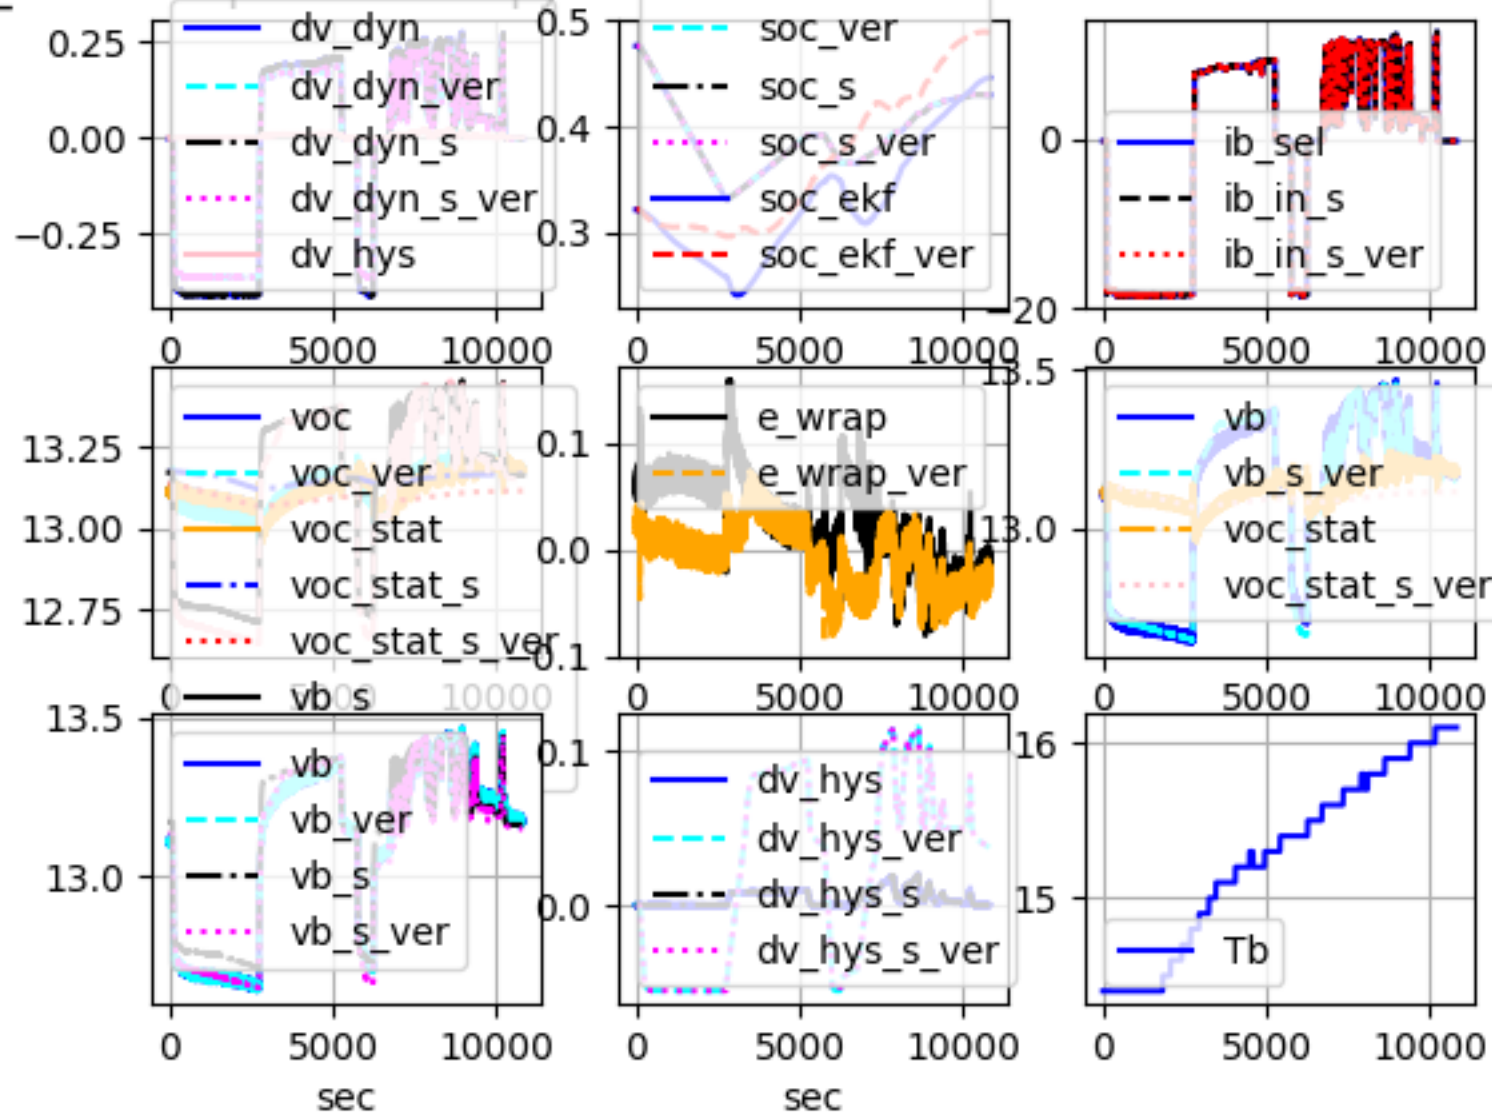 0.25
0.00
−0.25
dv_dyn
dv_dyn_ver
dv_dyn_s
dv_dyn_s_ver
dv_hys
0 5000 10000
0.5
0.4
0.3
soc_ver
soc_s
soc_s_ver
soc_ekf
soc_ekf_ver
0 5000 10000
0
−20
ib_sel
ib_in_s
ib_in_s_ver
0 5000 10000
13.25
13.00
12.75
voc
voc_ver
voc_stat
voc_stat_s
voc_stat_s_ver
vb_s
0 5000 10000
0.1
0.0
0.1
e_wrap
e_wrap_ver
0 5000 10000
13.5
13.0
vb
vb_s_ver
voc_stat
voc_stat_s_ver
0 5000 10000
13.5
13.0
vb
vb_ver
vb_s
vb_s_ver
0 5000 10000
sec
0.1
0.0
dv_hys
dv_hys_ver
dv_hys_s
dv_hys_s_ver
0 5000 10000
sec
16
15
Tb
0 5000 10000